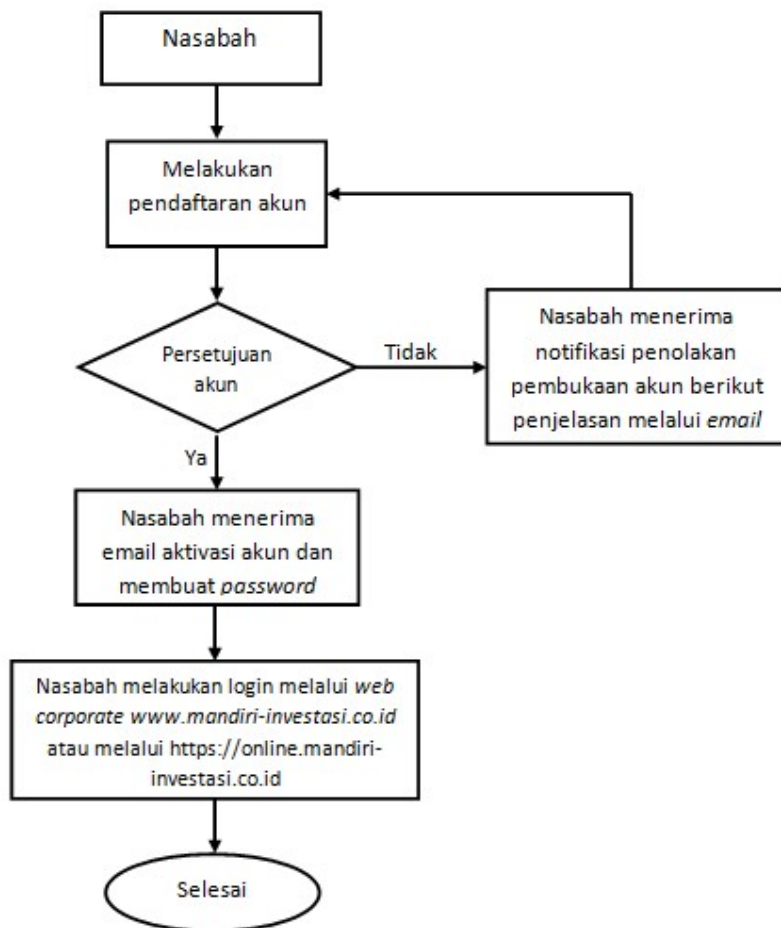 Nasabah
Melakukan
pendaftaran akun
Persetujuan
akun
Tidak
Nasabah menerima
notifikasi penolakan
pembukaan akun berikut
penjelasan melalui email
Ya
Nasabah menerima
email aktivasi akun dan
membuat password
Nasabah melakukan login melalui web
corporate www.mandiri-investasi.co.id
atau melalui https://online.mandiri-
investasi.co.id
Selesai